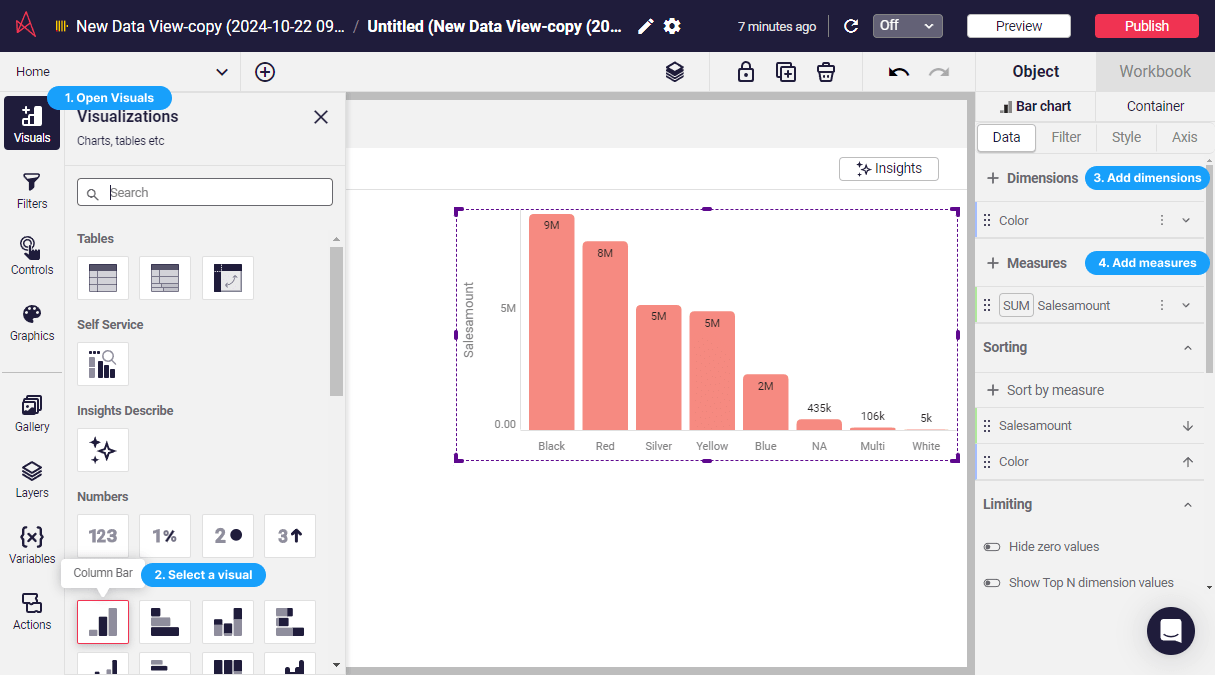 New Data View-copy (2024-10-22 09... / Untitled (New Data View-copy (20...
7 minutes ago
Off
Preview
Publish
Home
Object
Workbook
1. Open Visuals
Visuals
Filters
Controls
Graphics
Gallery
Layers
Variables
Actions
Visualizations
Charts, tables etc
Search
Tables
Self Service
Insights Describe
Numbers
123
1%
2
3
Column Bar
2. Select a visual
Insights
Salesamount
5M
0.00
9M
8M
5M
5M
2M
435k
106k
5k
Black
Red
Silver
Yellow
Blue
NA
Multi
White
Bar chart
Container
Data
Filter
Style
Axis
Dimensions
3. Add dimensions
Color
Measures
4. Add measures
SUM Salesamount
Sorting
Sort by measure
Salesamount
Color
Limiting
Hide zero values
Show Top N dimension values